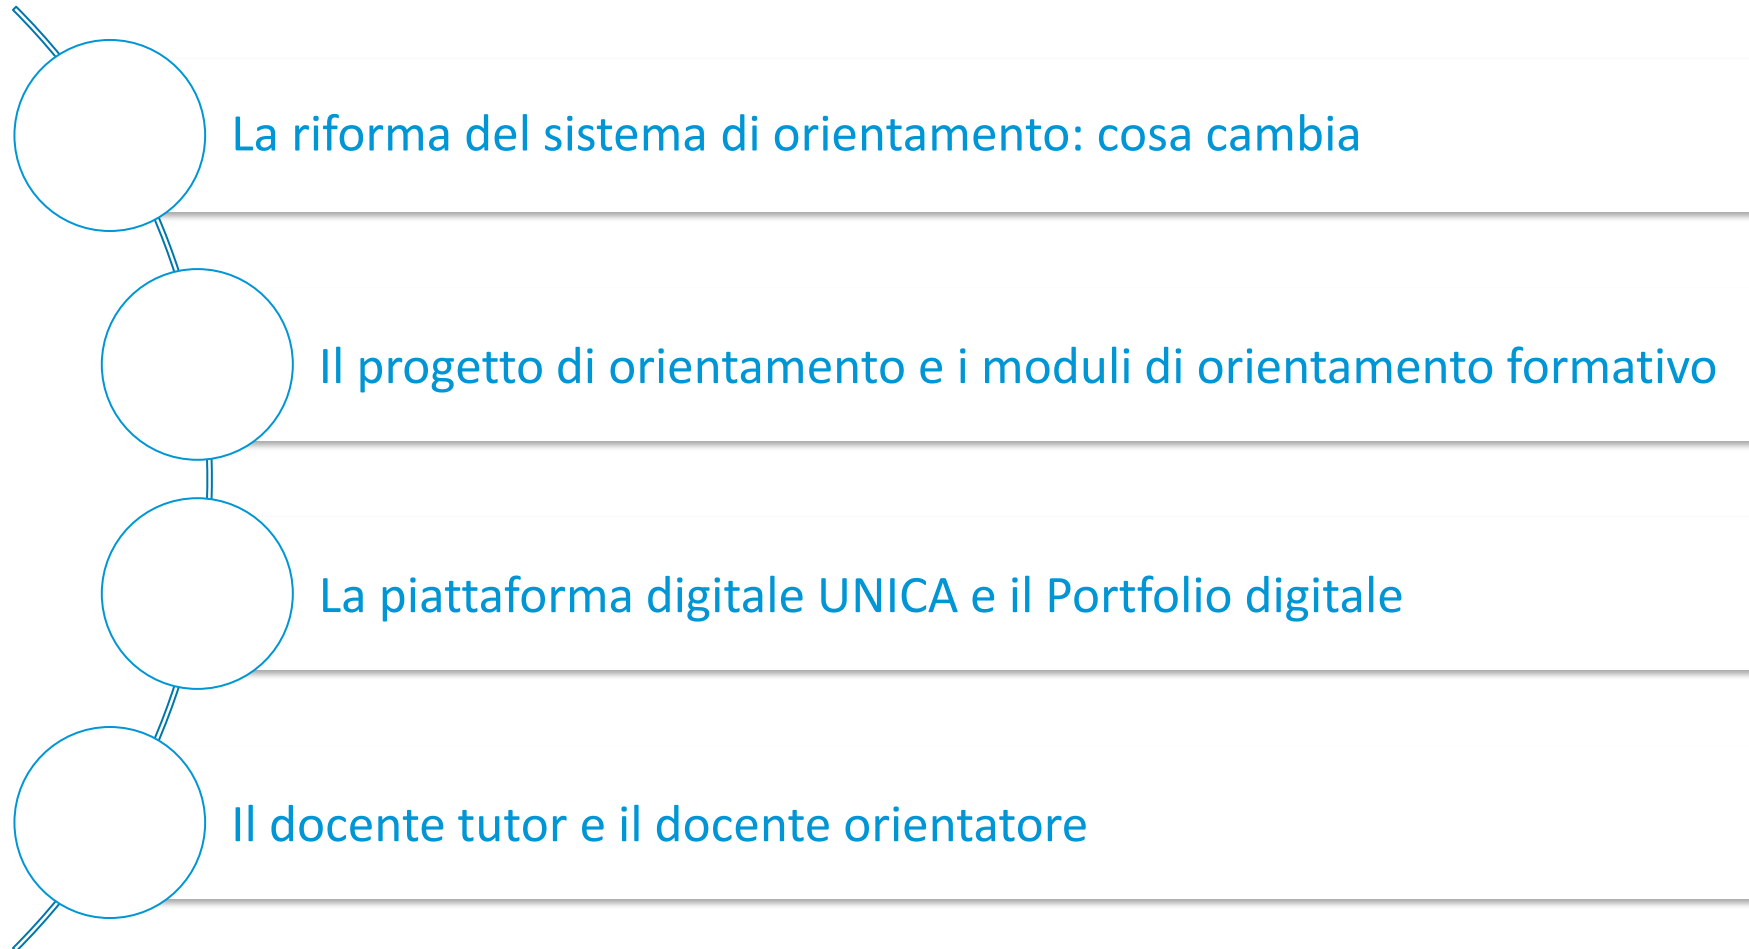 La riforma del sistema di orientamento: cosa cambia
Il progetto di orientamento e i moduli di orientamento formativo
La piattaforma digitale UNICA e il Portfolio digitale
Il docente tutor e il docente orientatore